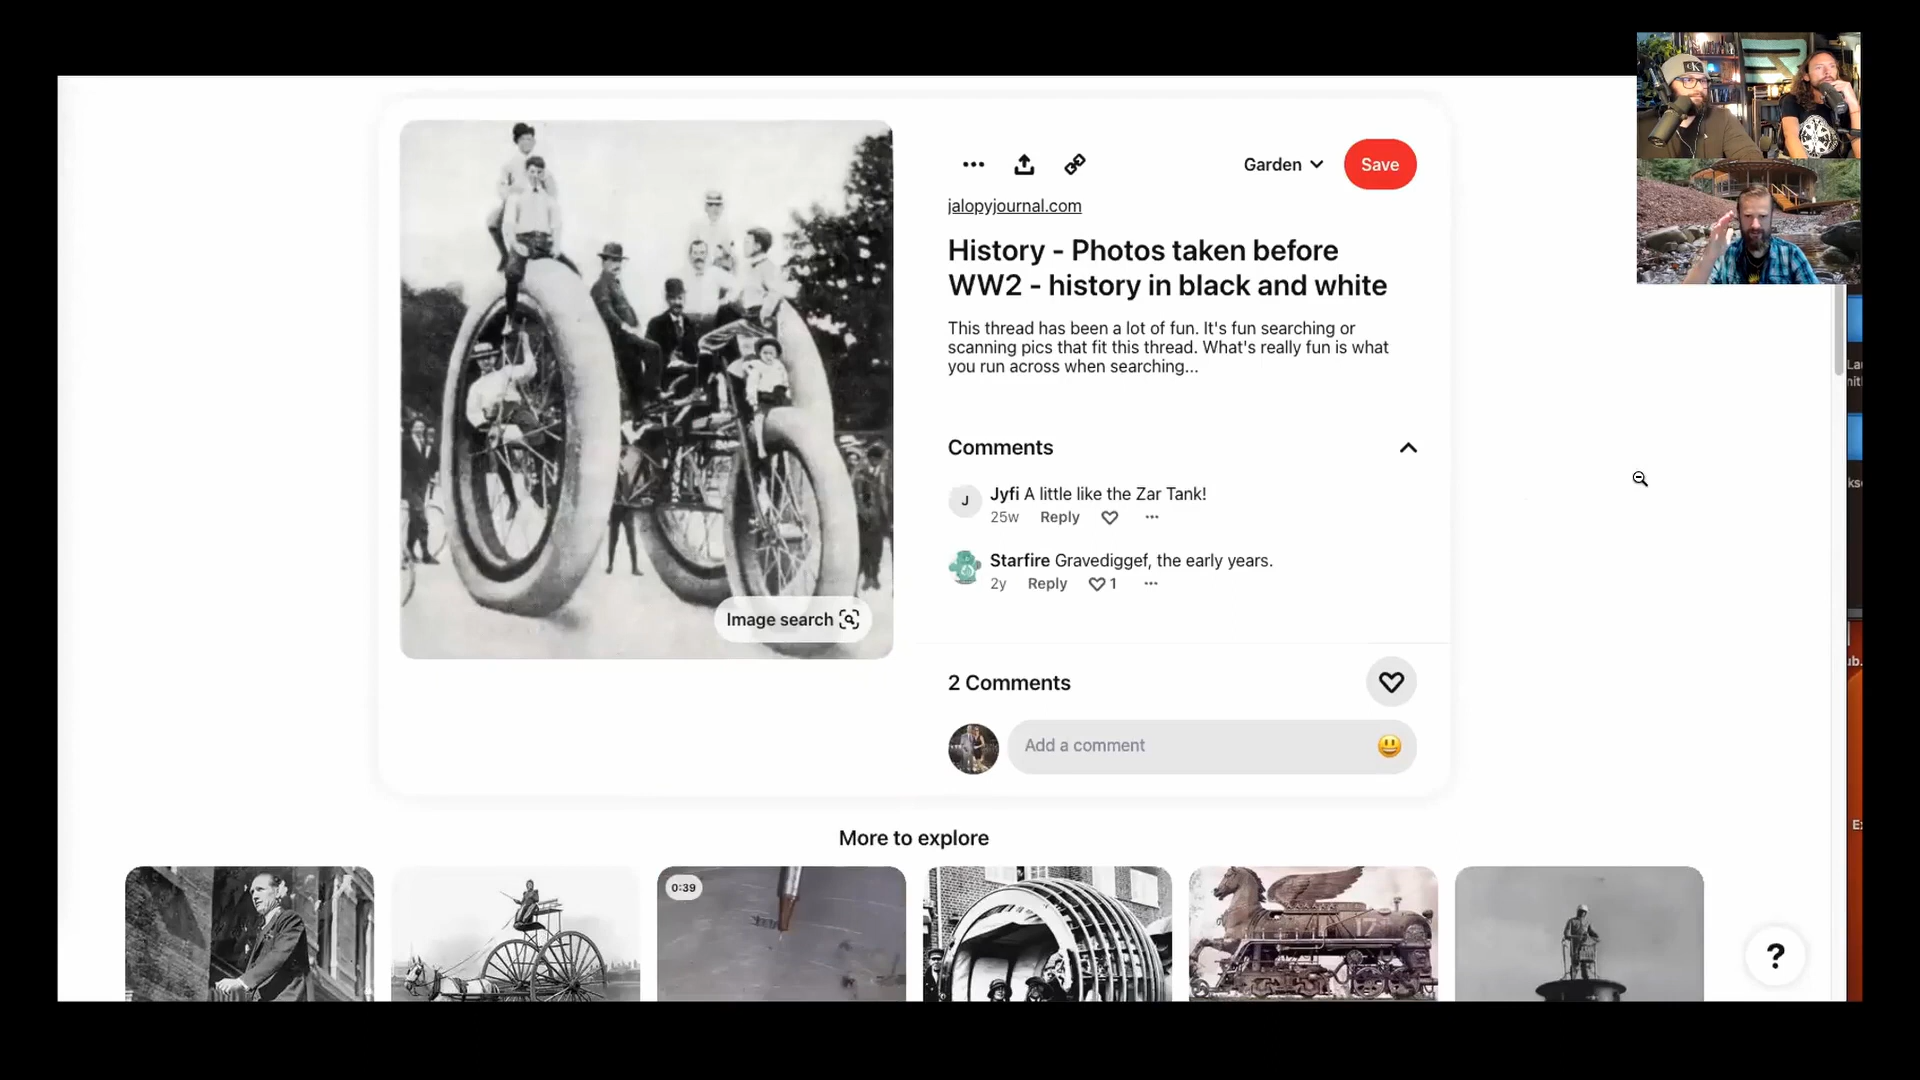 Garden
Save
jalopyjournal.com
History - Photos taken before
WW2 - history in black and white
This thread has been a lot of fun. It's fun searching or
scanning pics that fit this thread. What's really fun is what
you run across when searching...
Comments
J
Jyfi A little like the Zar Tank!
25w Reply
Starfire Gravediggef, the early years.
2y Reply 1
Image search
2 Comments
Add a comment
More to explore
0:39
?